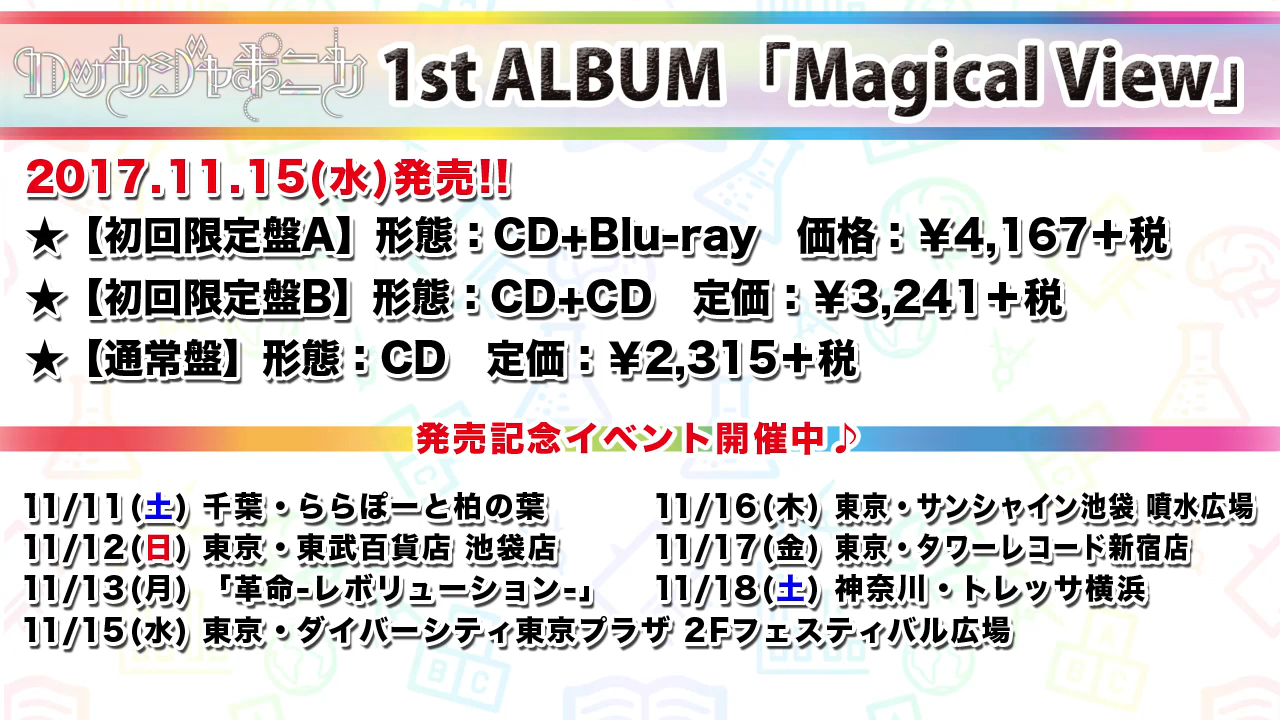 ロッカジャポニカ 1st ALBUM「Magical View」
2017.11.15(水)発売!!
★【初回限定盤A】形態：CD+Blu-ray　価格：￥4,167＋税
★【初回限定盤B】形態：CD+CD　定価：￥3,241＋税
★【通常盤】形態：CD　定価：￥2,315＋税
発売記念イベント開催中♪
11/11(土) 千葉・ららぽーと柏の葉
11/12(日) 東京・東武百貨店 池袋店
11/13(月) 「革命-レボリューション-」
11/15(水) 東京・ダイバーシティ東京プラザ 2Fフェスティバル広場
11/16(木) 東京・サンシャイン池袋 噴水広場
11/17(金) 東京・タワーレコード新宿店
11/18(土) 神奈川・トレッサ横浜